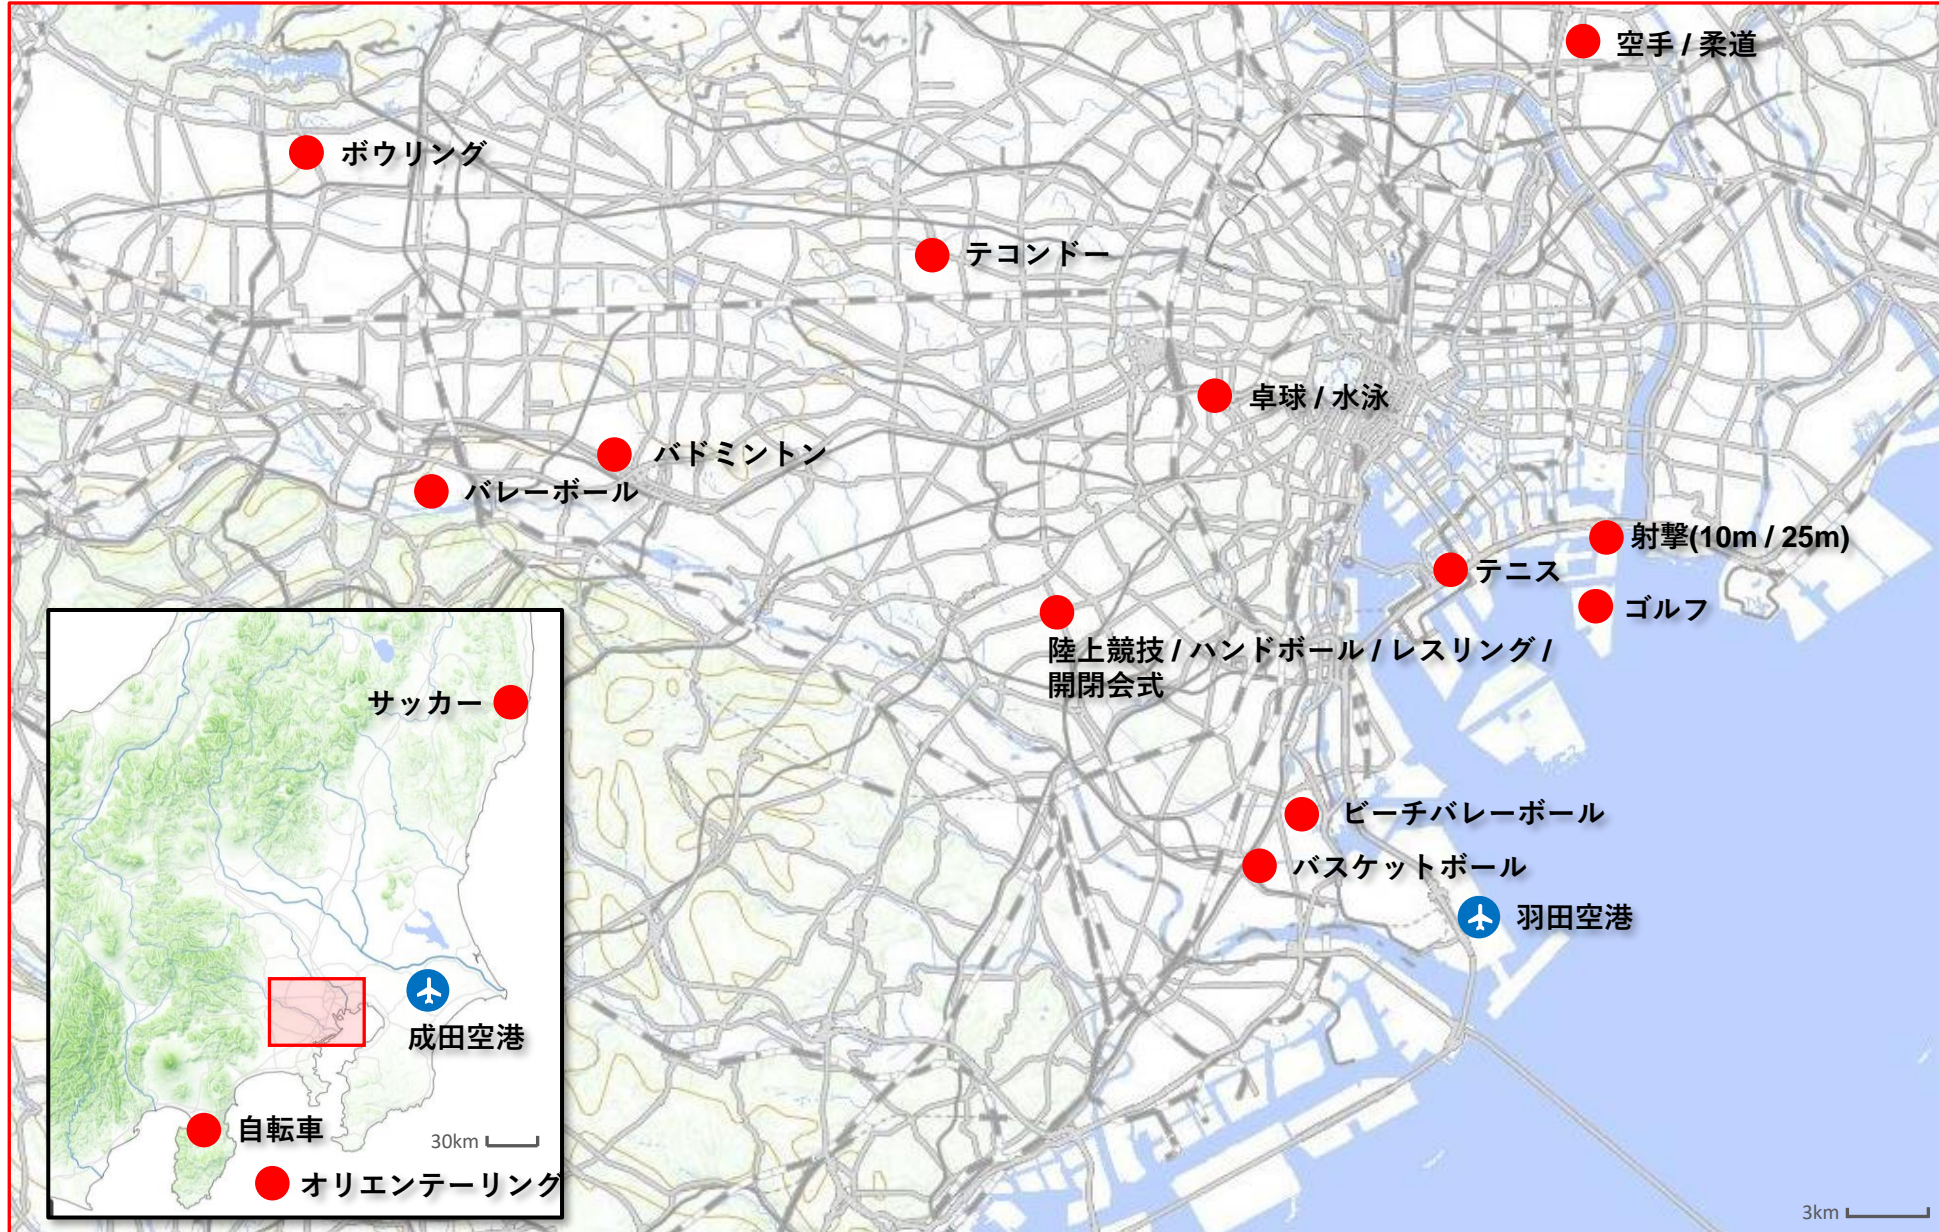 空手 / 柔道
ボウリング
テコンドー
卓球 / 水泳
バドミントン
バレーボール
射撃(10m / 25m)
テニス
ゴルフ
陸上競技 / ハンドボール / レスリング /
開閉会式
サッカー
ビーチバレーボール
バスケットボール
羽田空港
成田空港
自転車
30km
オリエンテーリング
3km